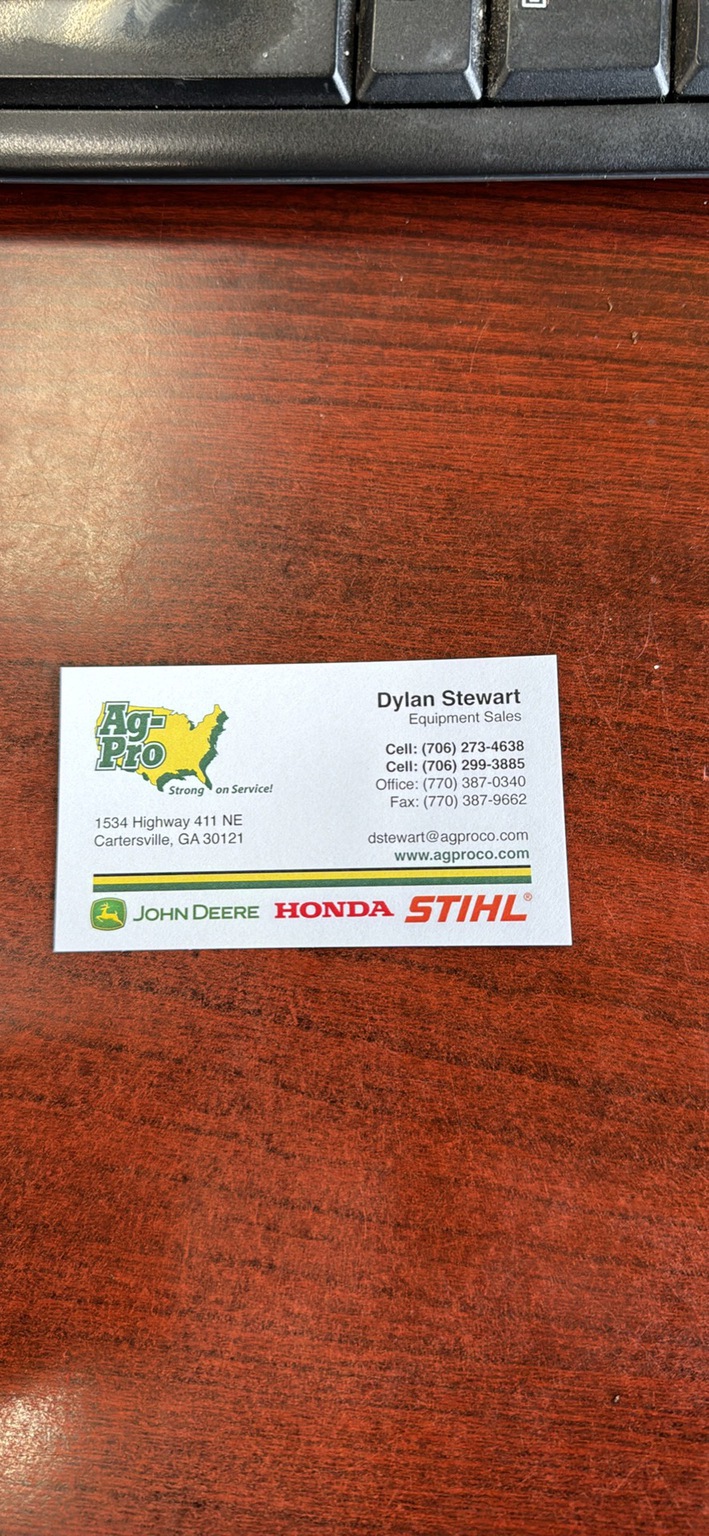 Ag-
Pro
Strong on Service!
1534 Highway 411 NE
Cartersville, GA 30121
Dylan Stewart
Equipment Sales
Cell: (706) 273-4638
Cell: (706) 299-3885
Office: (770) 387-0340
Fax: (770) 387-9662
dstewart@agproco.com
www.agproco.com
JOHN DEERE HONDA STIHL®